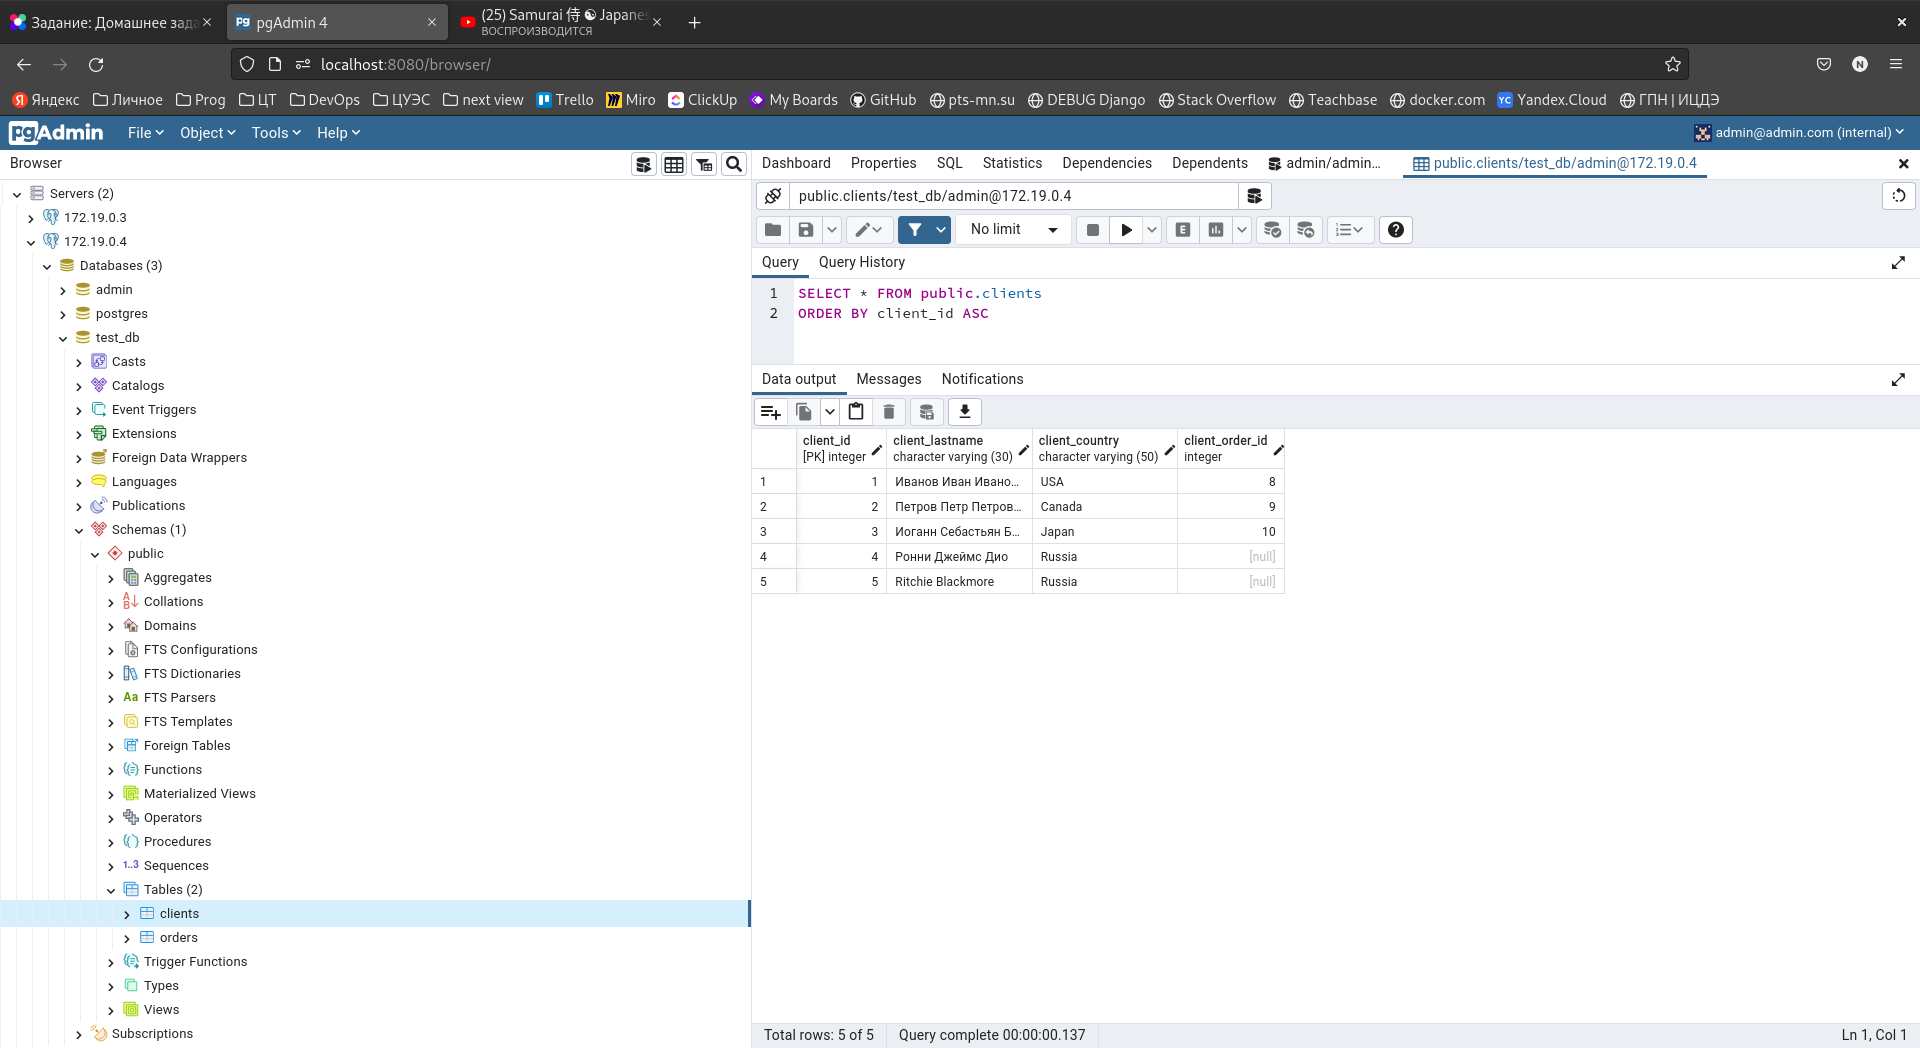 Задание: Домашнее зада
pgAdmin 4
(25) Samurai 侍 ☯ Japanes
ВОСПРОИЗВОДИТСЯ
localhost:8080/browser/
N
Яндекс Личное Prog ЦТ DevOps ЦУЭС next view Trello Miro ClickUp My Boards GitHub pts-mn.su DEBUG Django Stack Overflow Teachbase docker.com Yandex.Cloud ГПН | ИЦДЭ
pgAdmin File Object Tools Help admin@admin.com (internal)
Browser
Servers (2)
172.19.0.3
172.19.0.4
Databases (3)
admin
postgres
test_db
Casts
Catalogs
Event Triggers
Extensions
Foreign Data Wrappers
Languages
Publications
Schemas (1)
public
Aggregates
Collations
Domains
FTS Configurations
FTS Dictionaries
FTS Parsers
FTS Templates
Foreign Tables
Functions
Materialized Views
Operators
Procedures
Sequences
Tables (2)
clients
orders
Trigger Functions
Types
Views
Subscriptions
Dashboard Properties SQL Statistics Dependencies Dependents admin/admin... public.clients/test_db/admin@172.19.0.4
public.clients/test_db/admin@172.19.0.4
No limit
Query Query History
1 SELECT * FROM public.clients
2 ORDER BY client_id ASC
Data output Messages Notifications
client_id client_lastname client_country client_order_id
[PK] integer character varying (30) character varying (50) integer
1 1 Иванов Иван Ивано... USA 8
2 2 Петров Петр Петров... Canada 9
3 3 Иоганн Себастьян Б... Japan 10
4 4 Ронни Джеймс Дио Russia [null]
5 5 Ritchie Blackmore Russia [null]
Total rows: 5 of 5 Query complete 00:00:00.137 Ln 1, Col 1